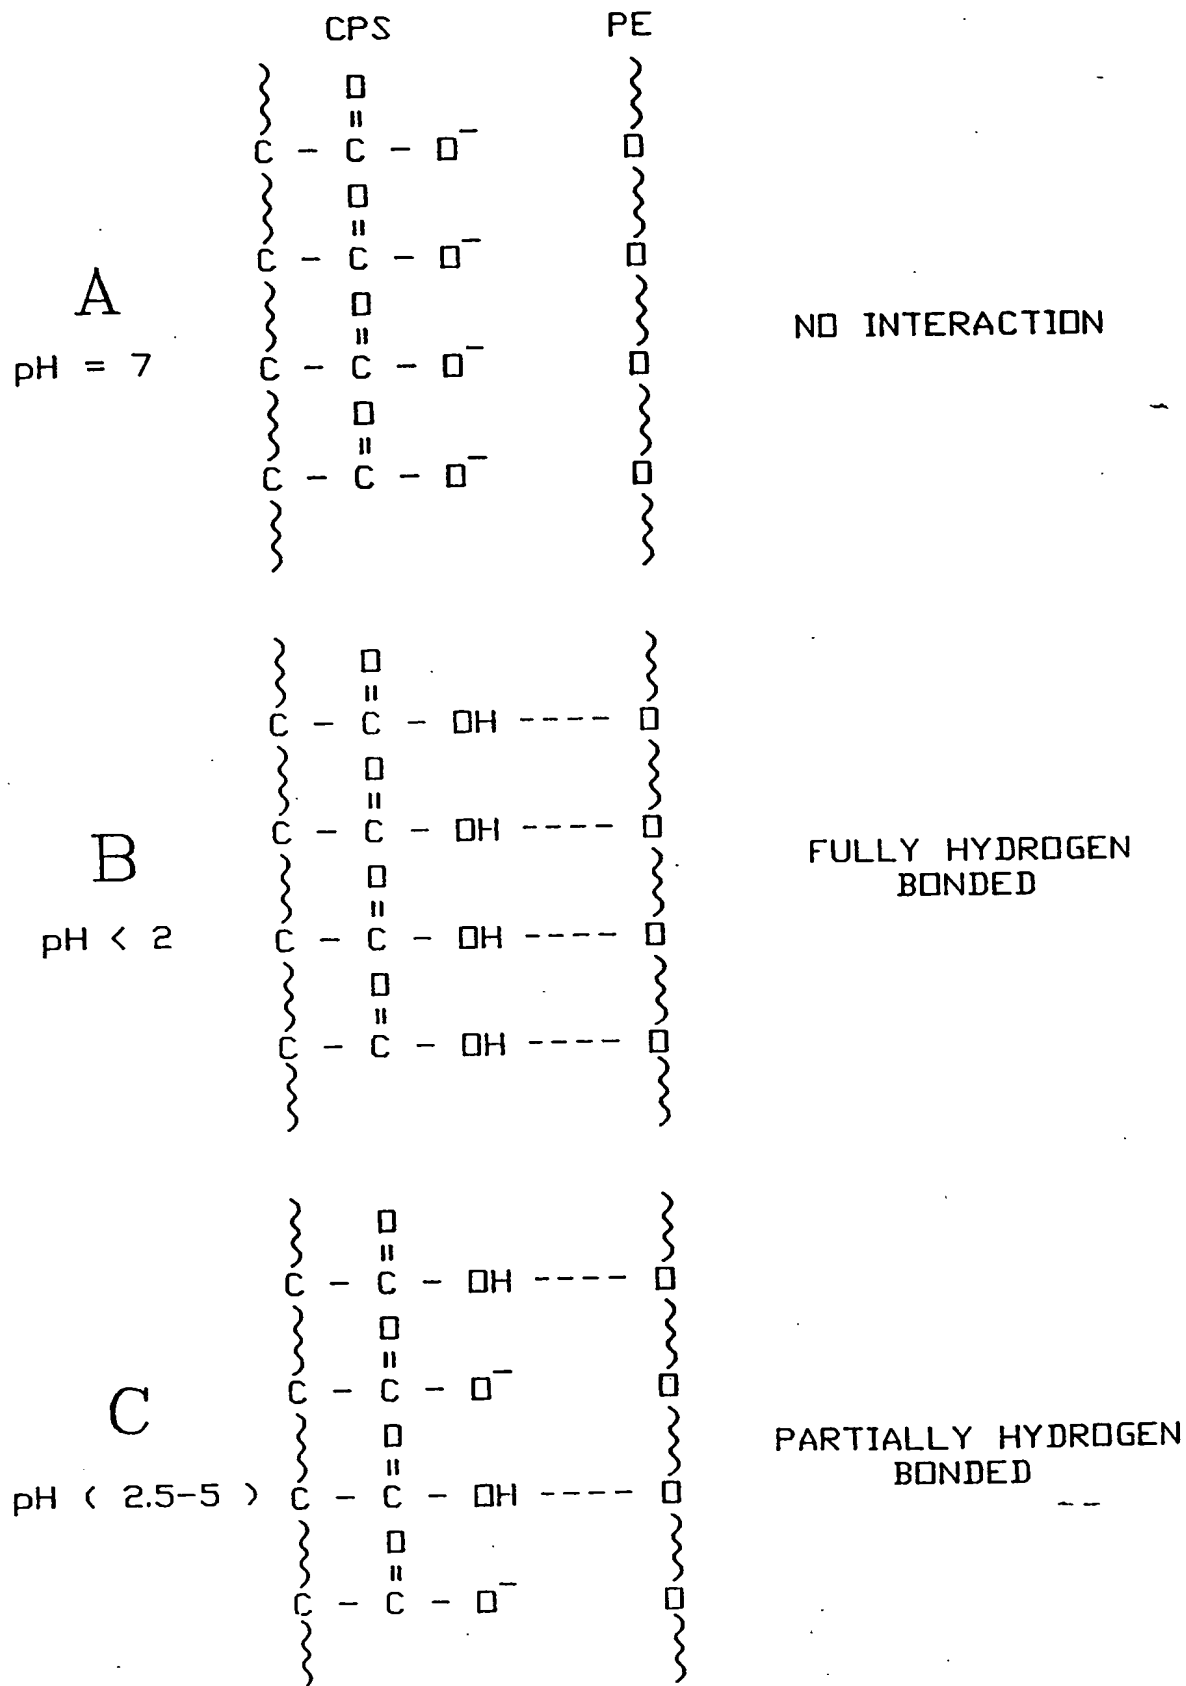 CPS PE
O
=
C - C - O⁻ O
O
=
C - C - O⁻ O
A
O
NO INTERACTION
=
pH = 7 C - C - O⁻ O
O
=
C - C - O⁻ O
O
=
C - C - OH ---- O
O
=
C - C - OH ---- O
B
FULLY HYDROGEN
O
BONDED
=
pH < 2 C - C - OH ---- O
O
=
C - C - OH ---- O
O
=
C - C - OH ---- O
O
=
C - C - O⁻ O
C
O
PARTIALLY HYDROGEN
=
BONDED
pH ( 2.5-5 ) C - C - OH ---- O
O
=
C - C - O⁻ O